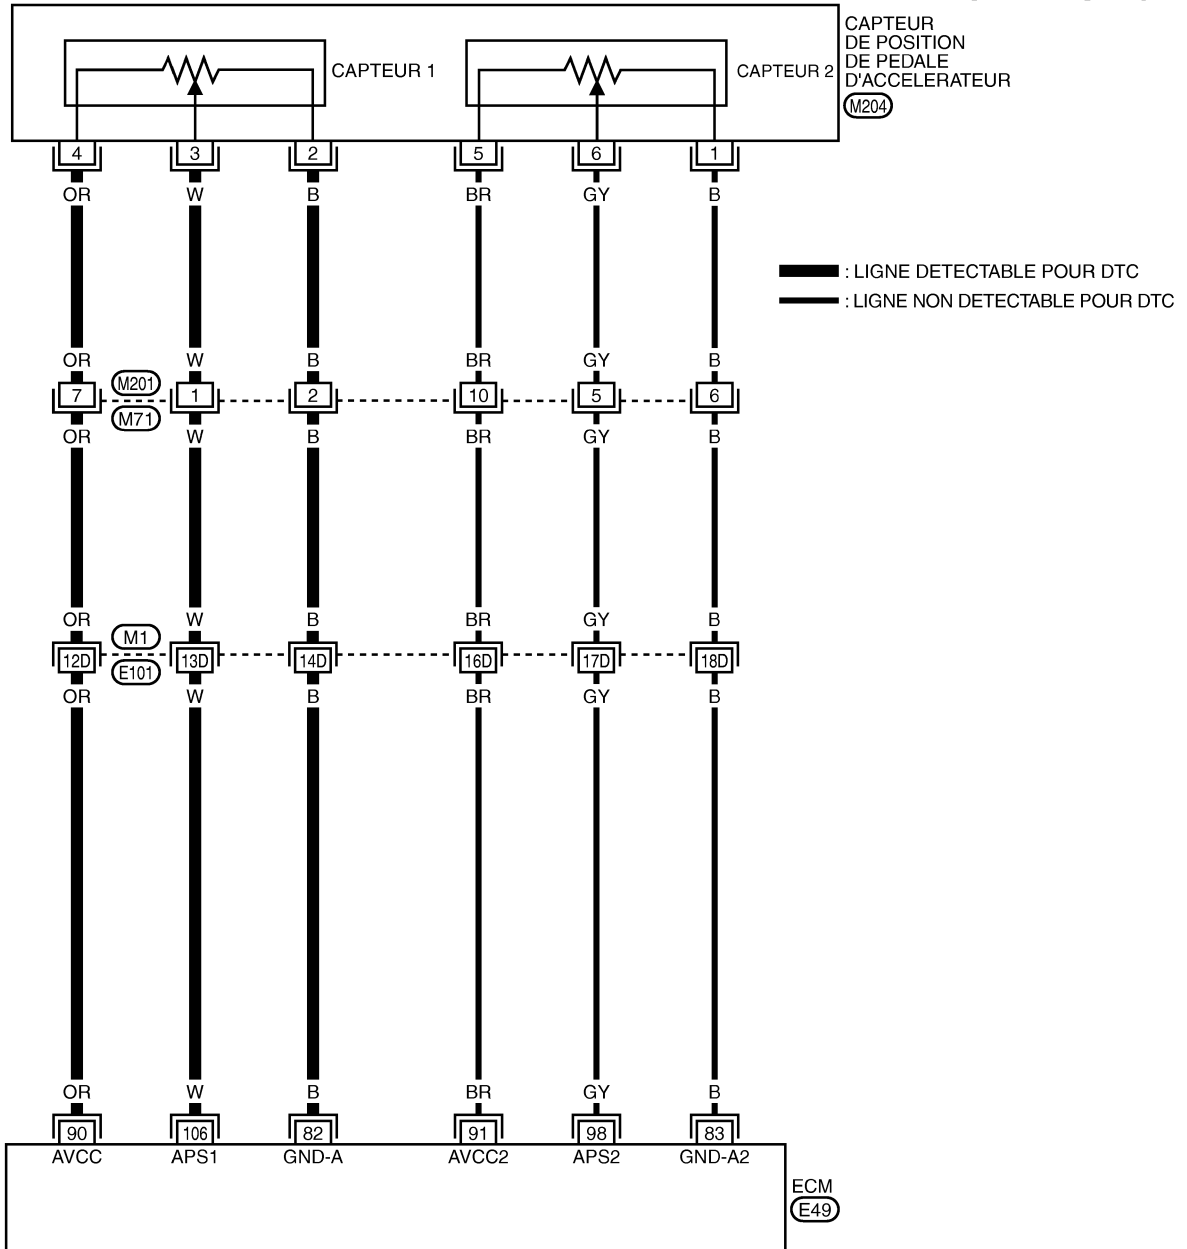 CAPTEUR
DE POSITION
DE PEDALE
D'ACCELERATEUR
M204
CAPTEUR 1
CAPTEUR 2
4 3 2 5 6 1
OR W B BR GY B
: LIGNE DETECTABLE POUR DTC
: LIGNE NON DETECTABLE POUR DTC
OR W B BR GY B
M201
7 1 2 10 5 6
M71
OR W B BR GY B
OR W B BR GY B
M1
12D 13D 14D 16D 17D 18D
E101
OR W B BR GY B
OR W B BR GY B
90 106 82 91 98 83
AVCC APS1 GND-A AVCC2 APS2 GND-A2
ECM
E49